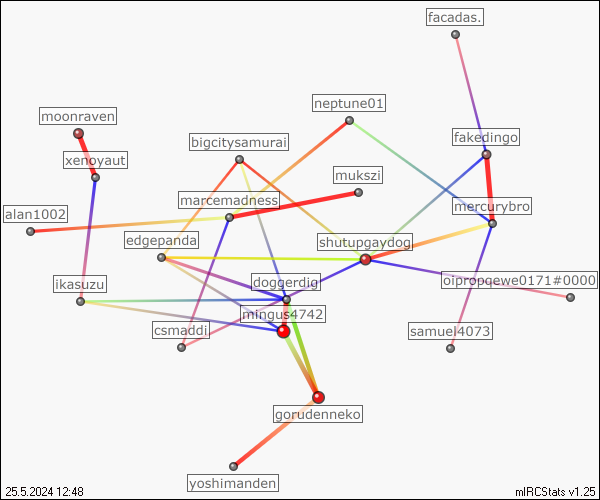 facadas.
neptune01
moonraven
fakedingo
bigcitysamurai
xenoyaut
mukszi
marcemadness
mercurybro
alan1002
edgepanda
shutupgaydog
ikasuzu
doggerdig
oipropqewe0171#0000
mingus4742
csmaddi
samuel4073
gorudenneko
yoshimanden
25.5.2024 12:48
mIRCStats v1.25